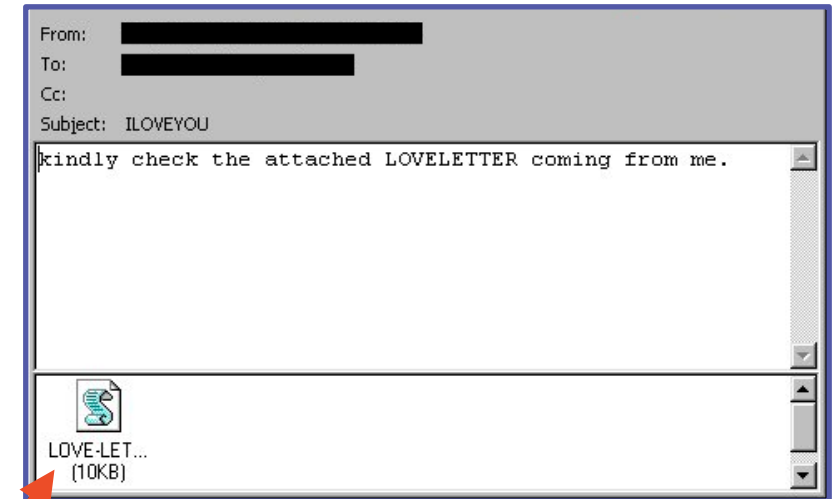 From:
To:
Cc:
Subject: ILOVEYOU
kindly check the attached LOVELETTER coming from me.
LOVE-LET...
(10KB)